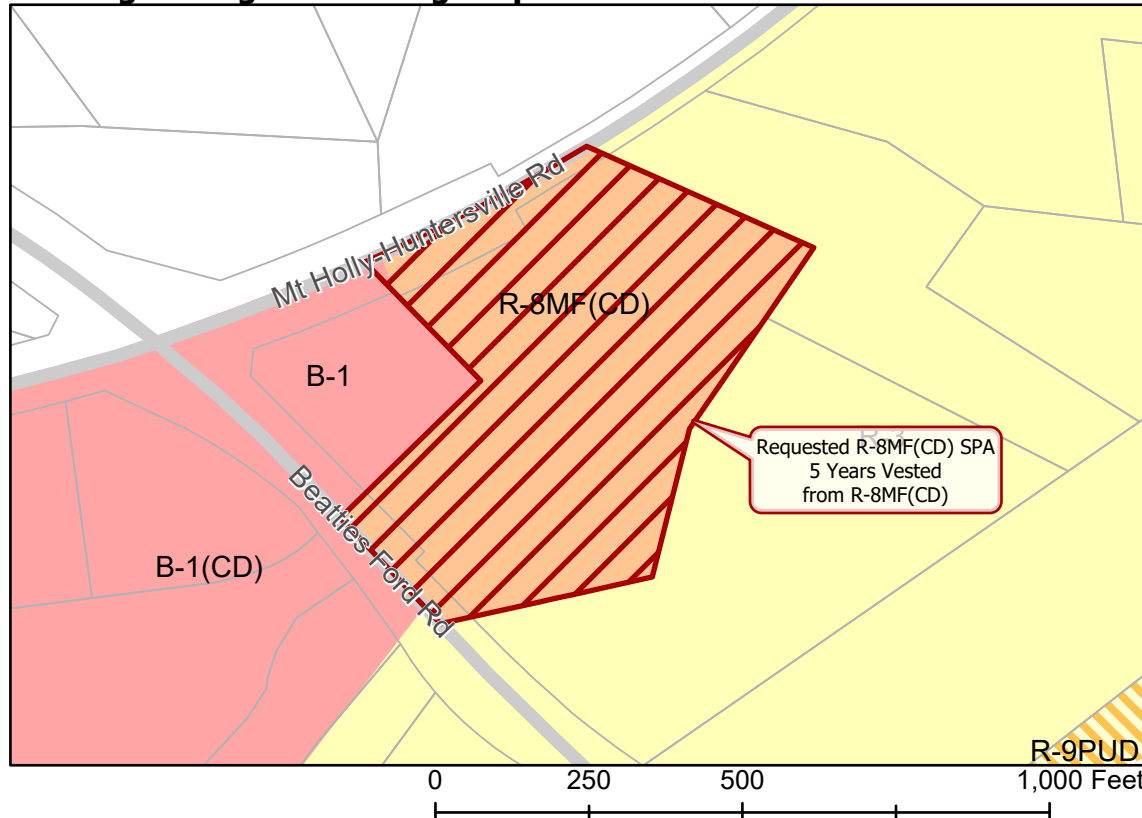 Mt Holly-Huntersville Rd
R-8MF(CD)
B-1
Requested R-8MF(CD) SPA
5 Years Vested
from R-8MF(CD)
Beatties Ford Rd
B-1(CD)
R-9PUD
0 250 500 1,000 Feet